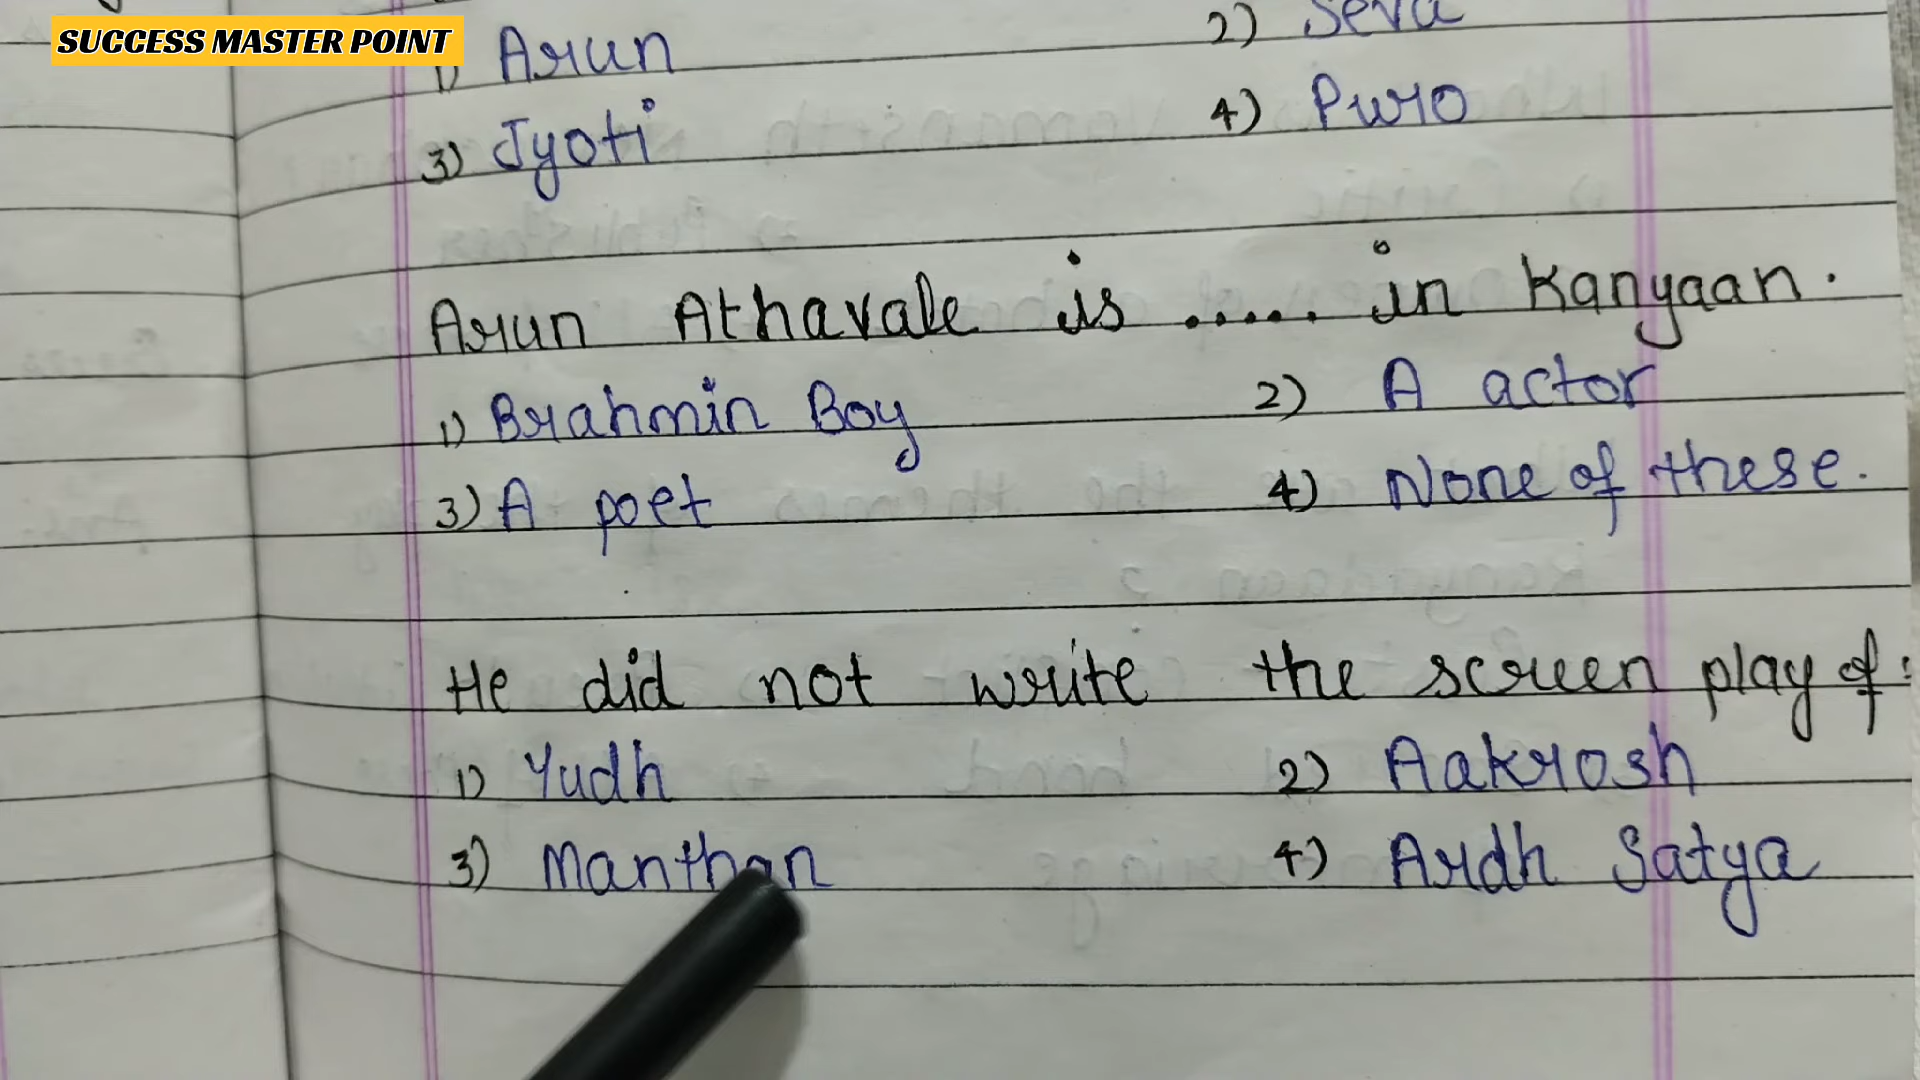 SUCCESS MASTER POINT
1) Arun 2) Seva
3) Jyoti 4) Puro
Arun Athavale is ..... in Kanyaan.
1) Brahmin Boy 2) A actor
3) A poet 4) None of these.
He did not write the screen play of:
1) Yudh 2) Aakrosh
3) Manthan 4) Ardh Satya